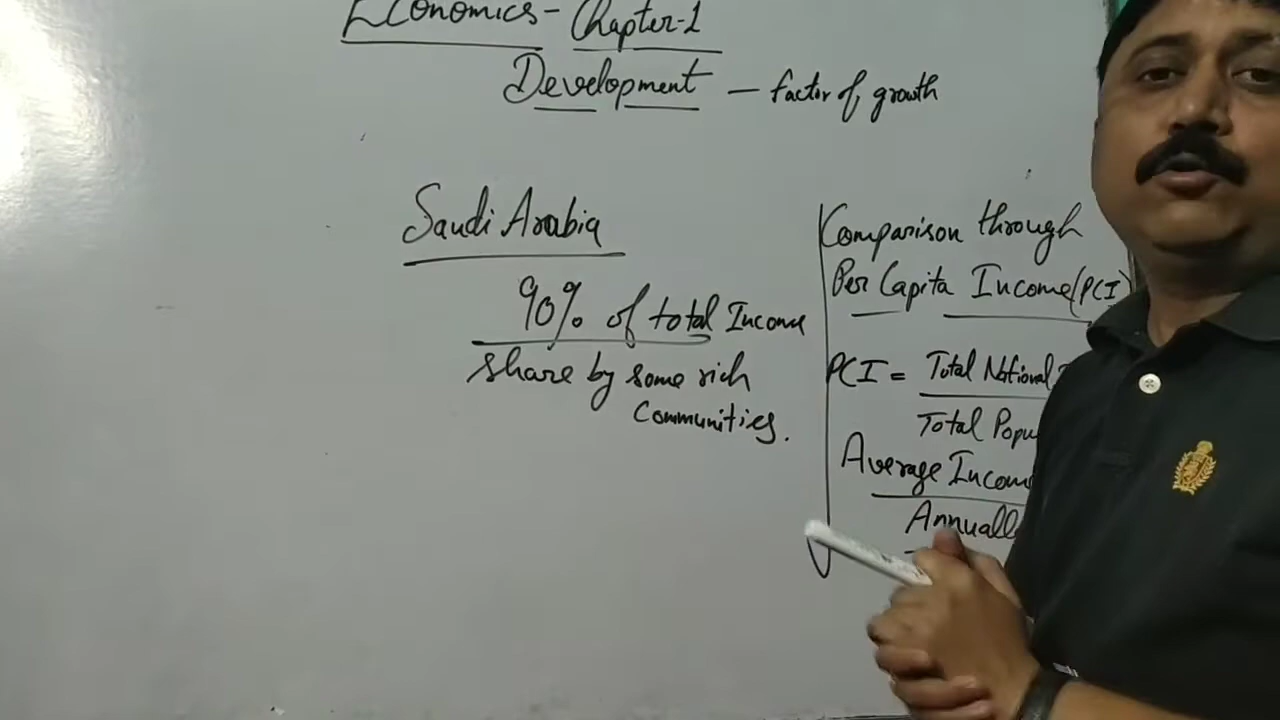 Economics - Chapter-1
Development — factor of growth
Saudi Arabia
90% of total Income
share by some rich
Communities.
Comparison through
Per Capita Income (PCI)
PCI = Total National
Total Popu
Average Income
Annuall